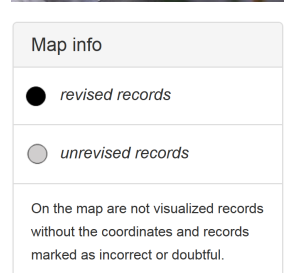 Map info
revised records
unrevised records
On the map are not visualized records
without the coordinates and records
marked as incorrect or doubtful.